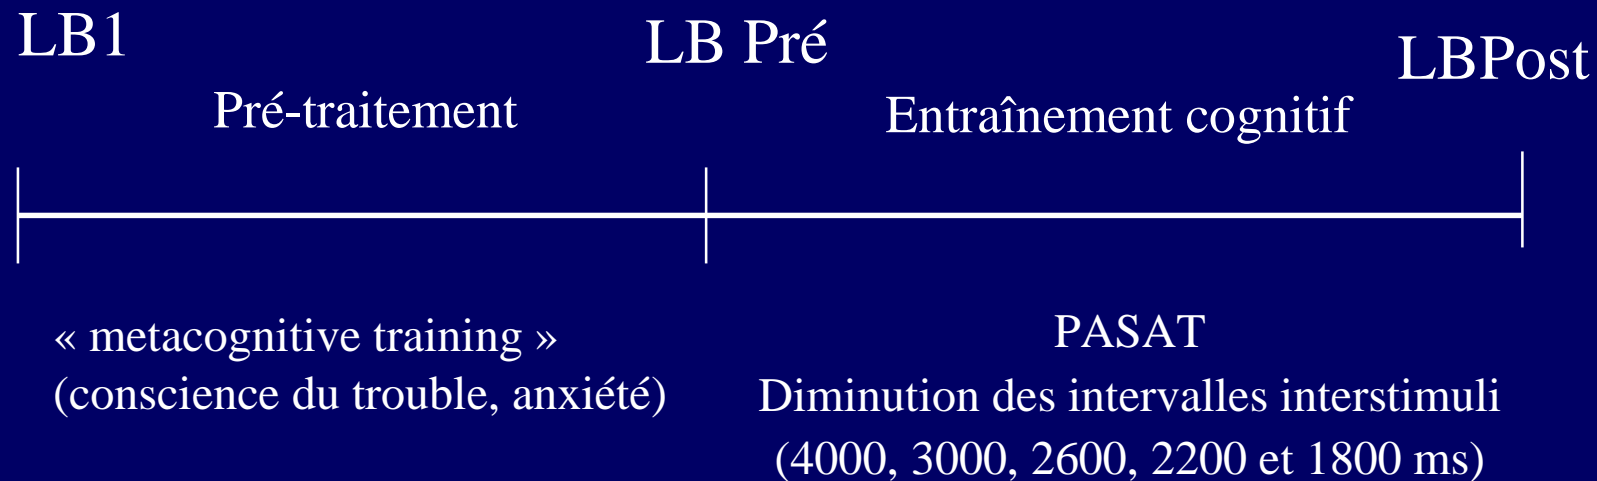 LB1
LB Pré
LBPost
Pré-traitement
Entraînement cognitif
« metacognitive training »
(conscience du trouble, anxiété)
PASAT
Diminution des intervalles interstimuli
(4000, 3000, 2600, 2200 et 1800 ms)